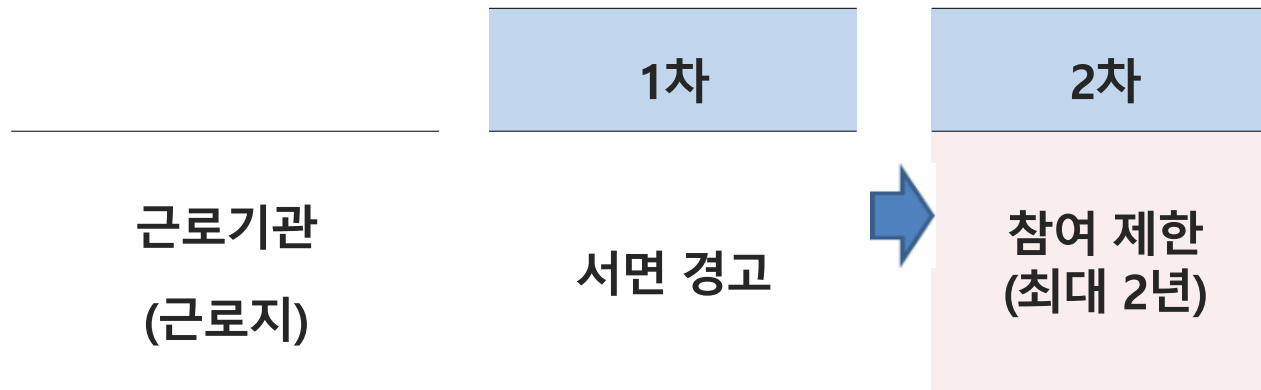 1차
2차
근로기관
(근로지)
서면 경고
참여 제한
(최대 2년)